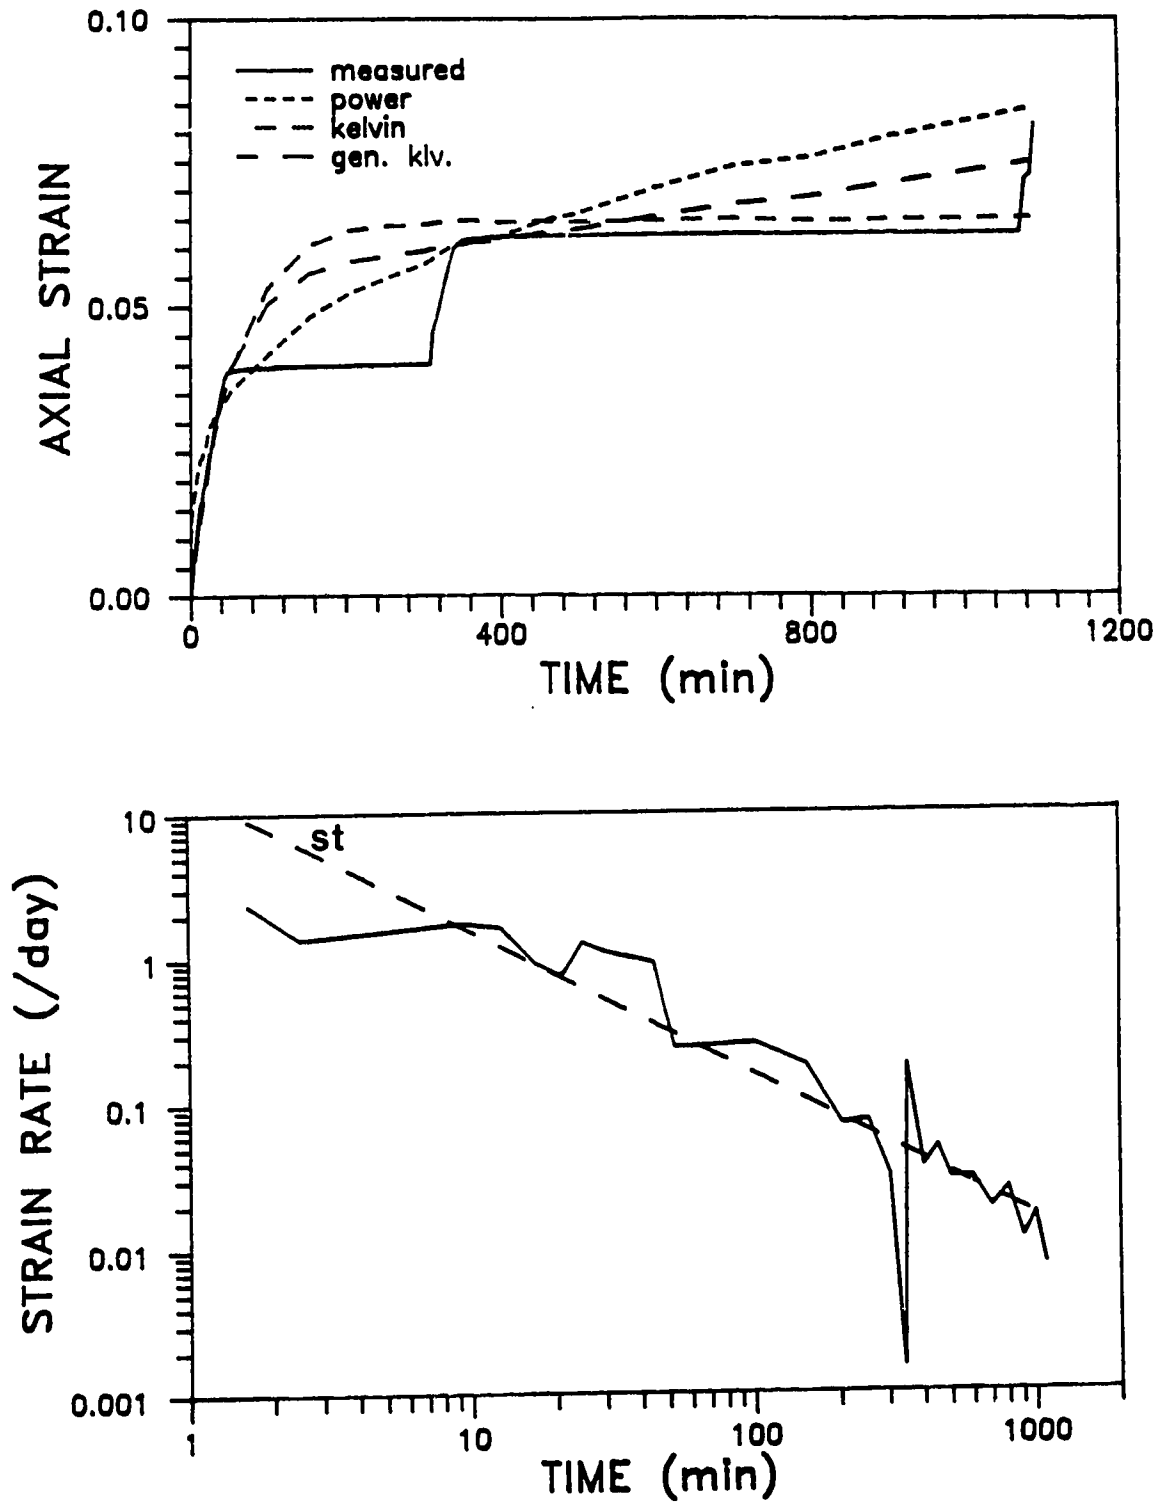 0.10
measured
power
kelvin
gen. klv.
AXIAL STRAIN
0.05
0.00
0
400
800
1200
TIME (min)
10
st
STRAIN RATE (/day)
1
0.1
0.01
0.001
1
10
100
1000
TIME (min)